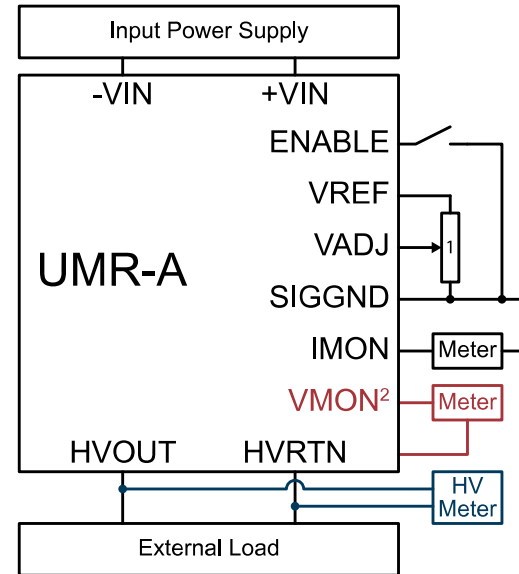 Input Power Supply
-VIN +VIN
ENABLE
VREF
VADJ
1
UMR-A
SIGGND
IMON Meter
VMON² Meter
HVOUT HVRTN
HV
Meter
External Load